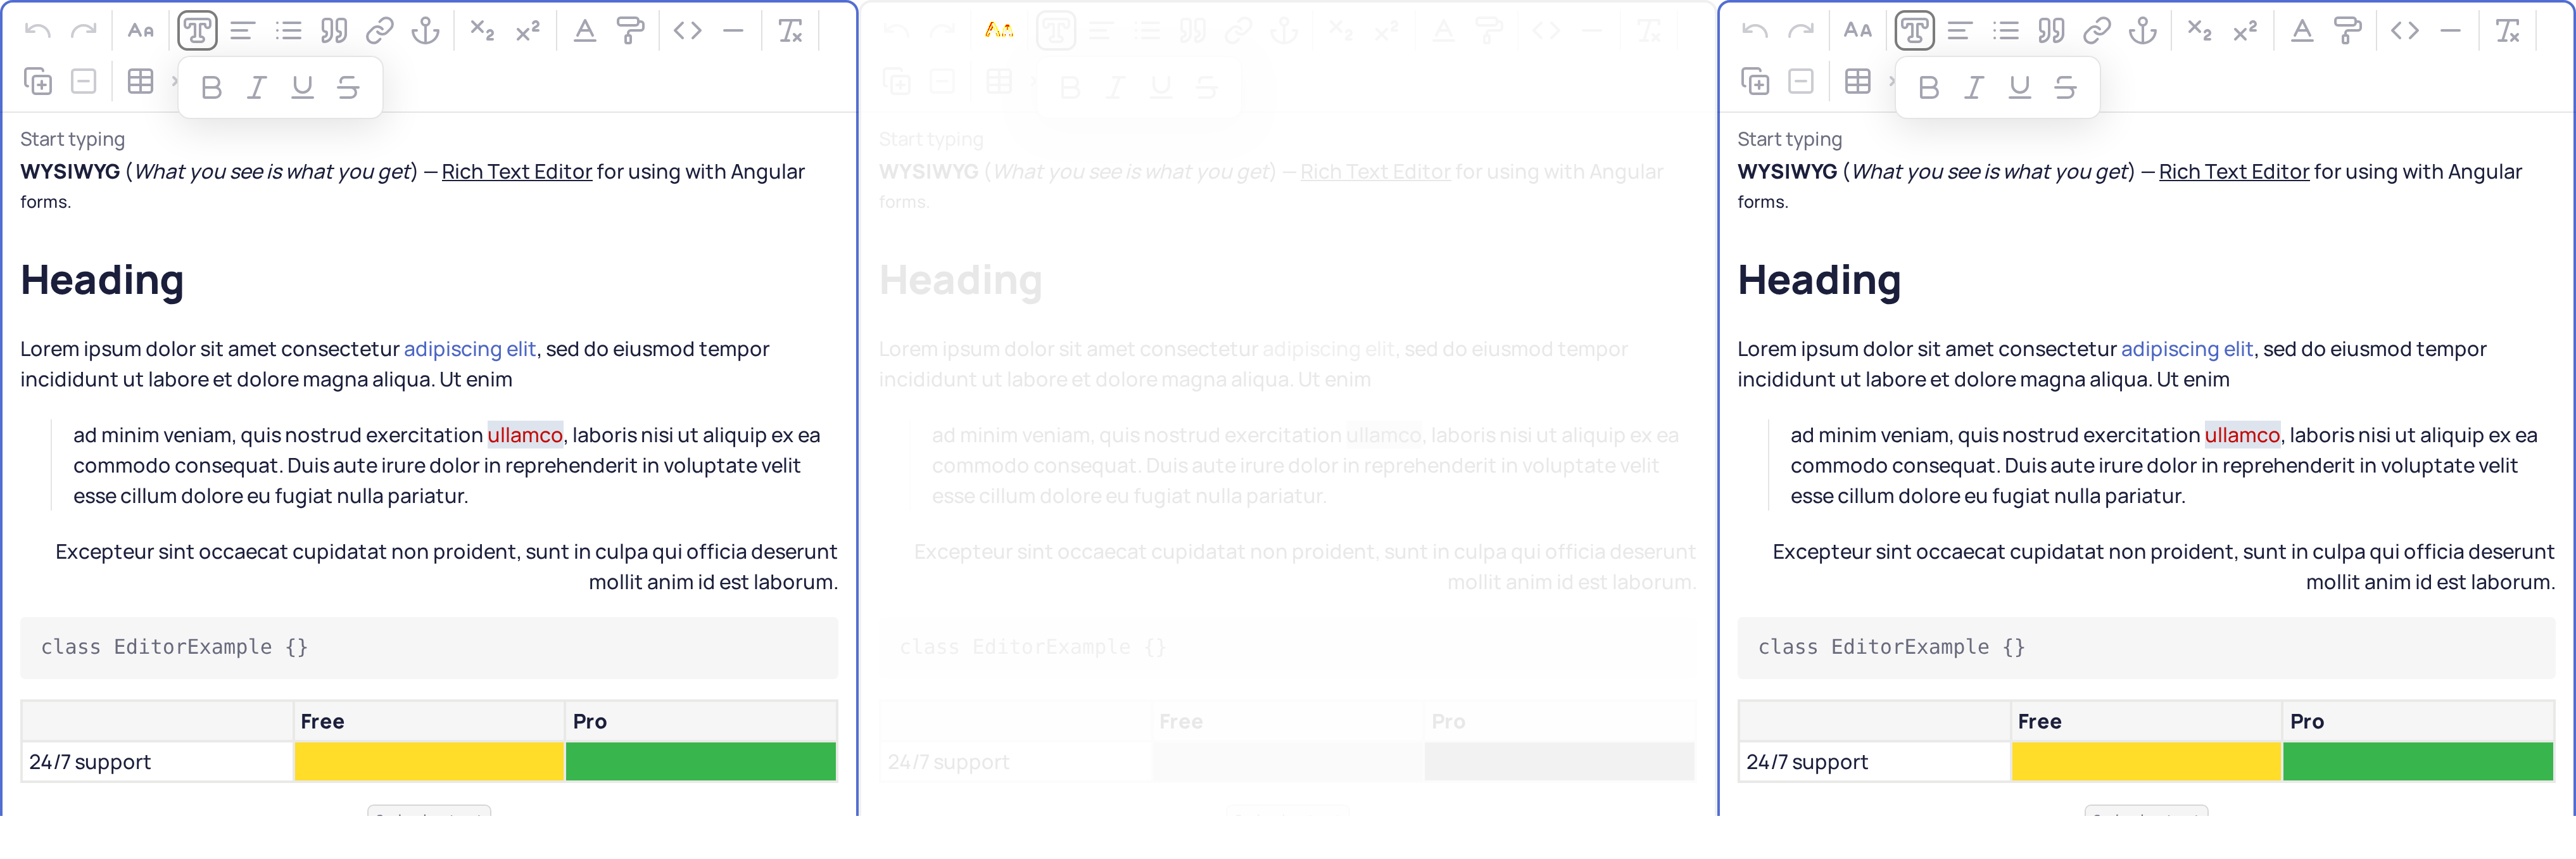 AA T X₂ X² A <> Tx
B I U S
Start typing
WYSIWYG (What you see is what you get) — Rich Text Editor for using with Angular
forms.
Heading
Lorem ipsum dolor sit amet consectetur adipiscing elit, sed do eiusmod tempor
incididunt ut labore et dolore magna aliqua. Ut enim
ad minim veniam, quis nostrud exercitation ullamco, laboris nisi ut aliquip ex ea
commodo consequat. Duis aute irure dolor in reprehenderit in voluptate velit
esse cillum dolore eu fugiat nulla pariatur.
Excepteur sint occaecat cupidatat non proident, sunt in culpa qui officia deserunt
mollit anim id est laborum.
class EditorExample {}
Free Pro
24/7 support
AA T X₂ X² A <> Tx
B I U S
Start typing
WYSIWYG (What you see is what you get) — Rich Text Editor for using with Angular
forms.
Heading
Lorem ipsum dolor sit amet consectetur adipiscing elit, sed do eiusmod tempor
incididunt ut labore et dolore magna aliqua. Ut enim
ad minim veniam, quis nostrud exercitation ullamco, laboris nisi ut aliquip ex ea
commodo consequat. Duis aute irure dolor in reprehenderit in voluptate velit
esse cillum dolore eu fugiat nulla pariatur.
Excepteur sint occaecat cupidatat non proident, sunt in culpa qui officia deserunt
mollit anim id est laborum.
class EditorExample {}
Free Pro
24/7 support
AA T X₂ X² A <> Tx
B I U S
Start typing
WYSIWYG (What you see is what you get) — Rich Text Editor for using with Angular
forms.
Heading
Lorem ipsum dolor sit amet consectetur adipiscing elit, sed do eiusmod tempor
incididunt ut labore et dolore magna aliqua. Ut enim
ad minim veniam, quis nostrud exercitation ullamco, laboris nisi ut aliquip ex ea
commodo consequat. Duis aute irure dolor in reprehenderit in voluptate velit
esse cillum dolore eu fugiat nulla pariatur.
Excepteur sint occaecat cupidatat non proident, sunt in culpa qui officia deserunt
mollit anim id est laborum.
class EditorExample {}
Free Pro
24/7 support